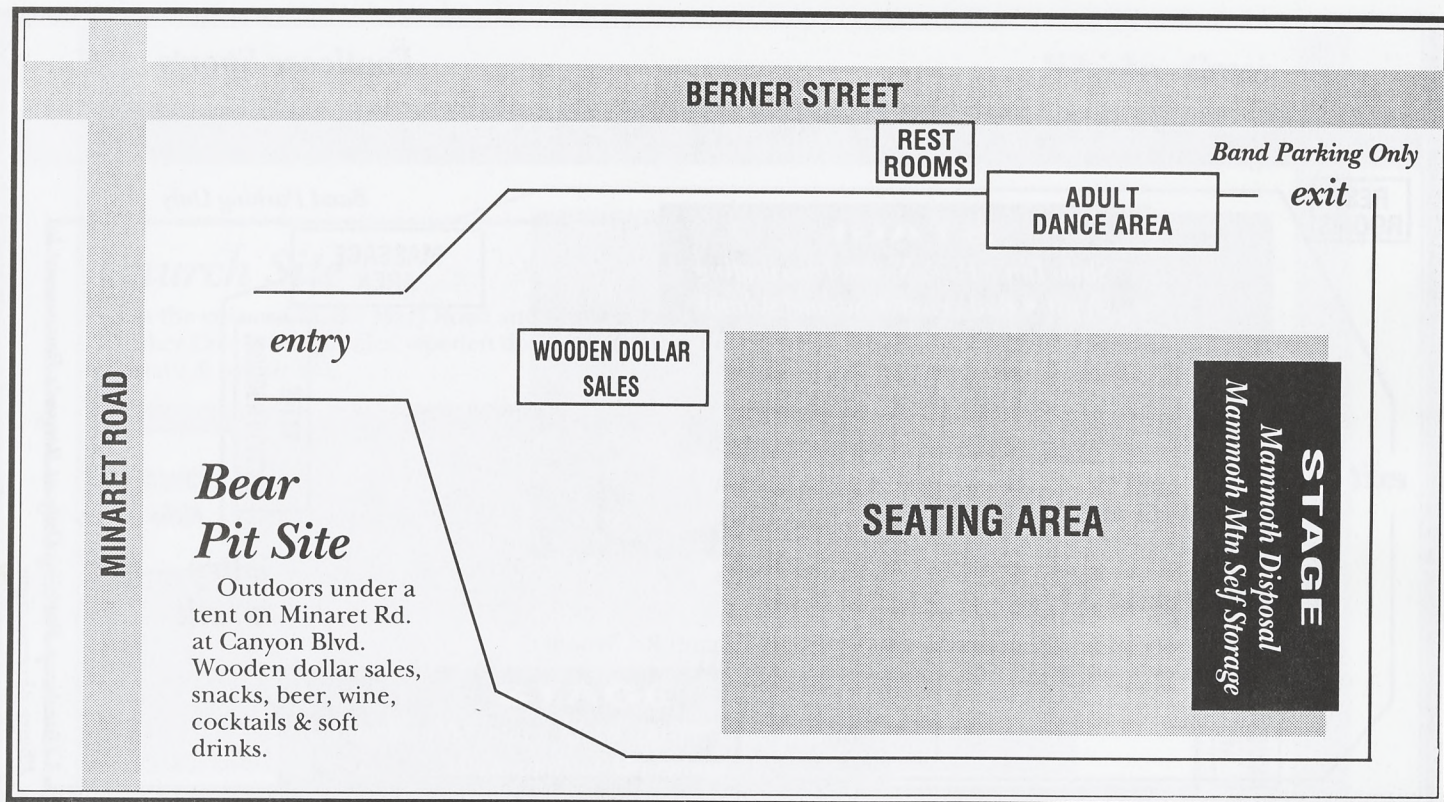 BERNER STREET
REST
ROOMS
Band Parking Only
exit
ADULT
DANCE AREA
entry
WOODEN DOLLAR
SALES
MINARET ROAD
SEATING AREA
STAGE
Mammoth Disposal
Mammoth Mtn Self Storage
Bear
Pit Site
Outdoors under a
tent on Minaret Rd.
at Canyon Blvd.
Wooden dollar sales,
snacks, beer, wine,
cocktails & soft
drinks.